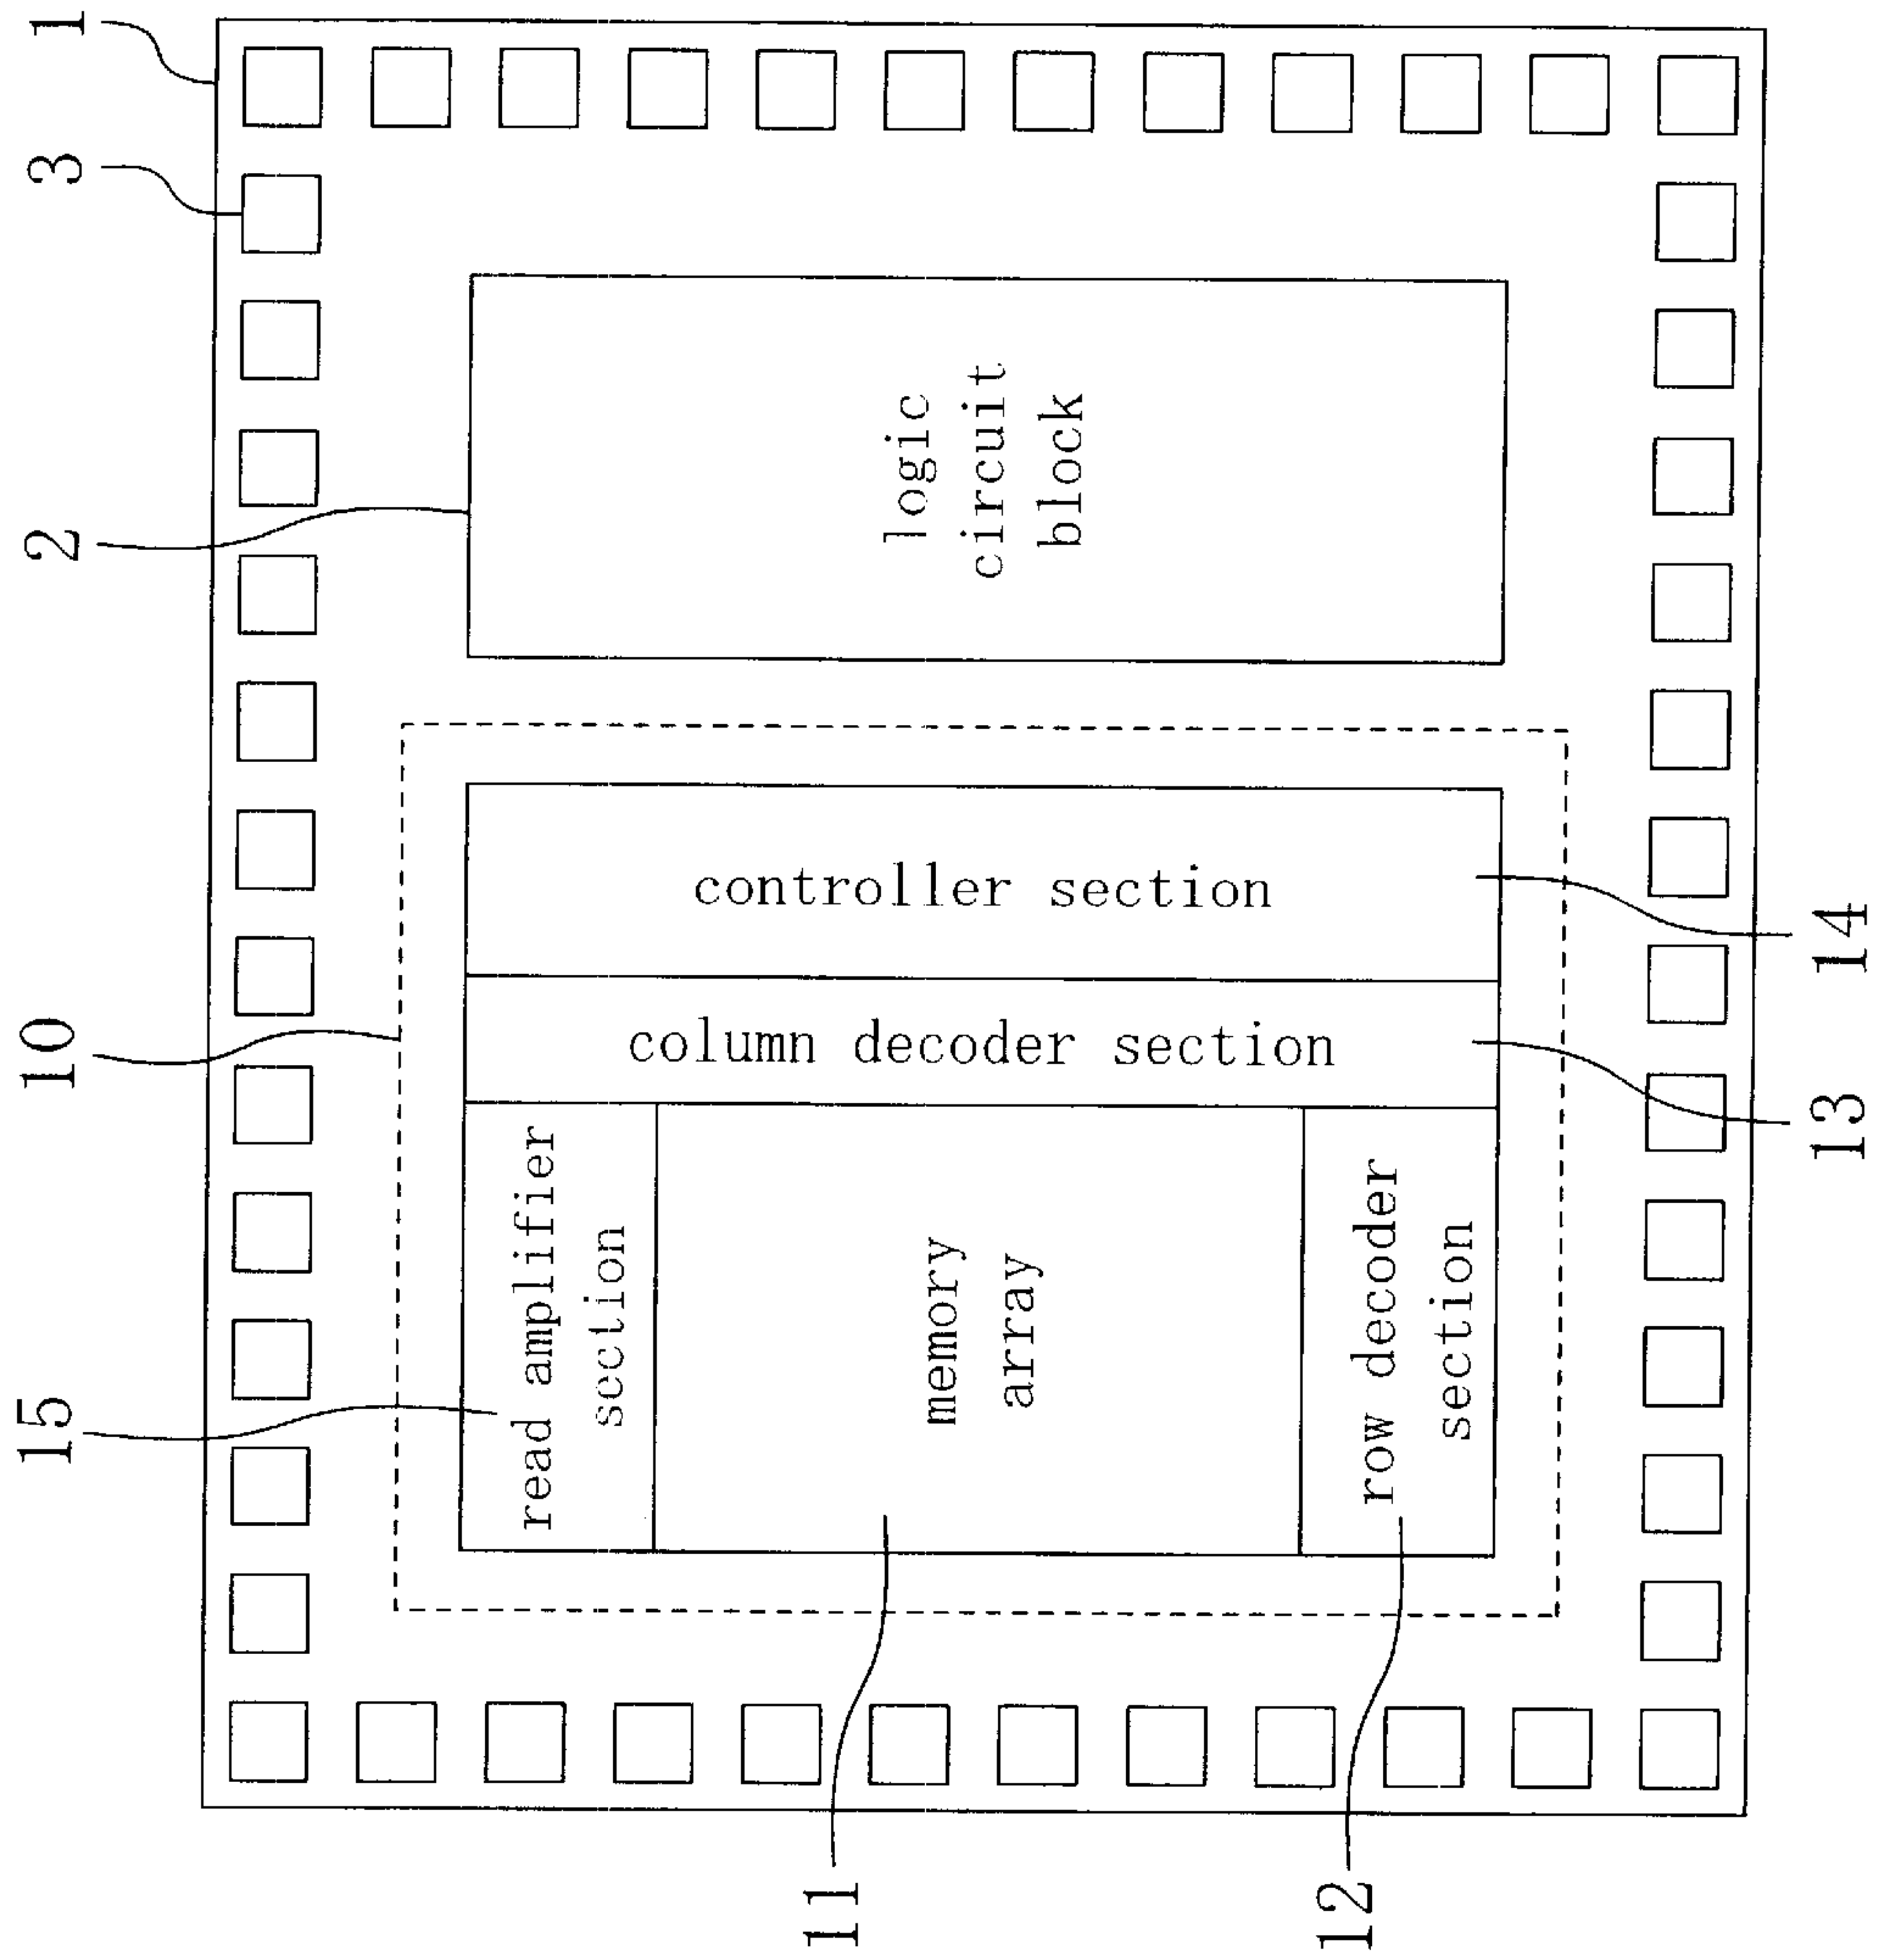 1
3
2
10
15
logic
circuit
block
controller section
column decoder section
read amplifier
section
memory
array
row decoder
section
14
13
11
12